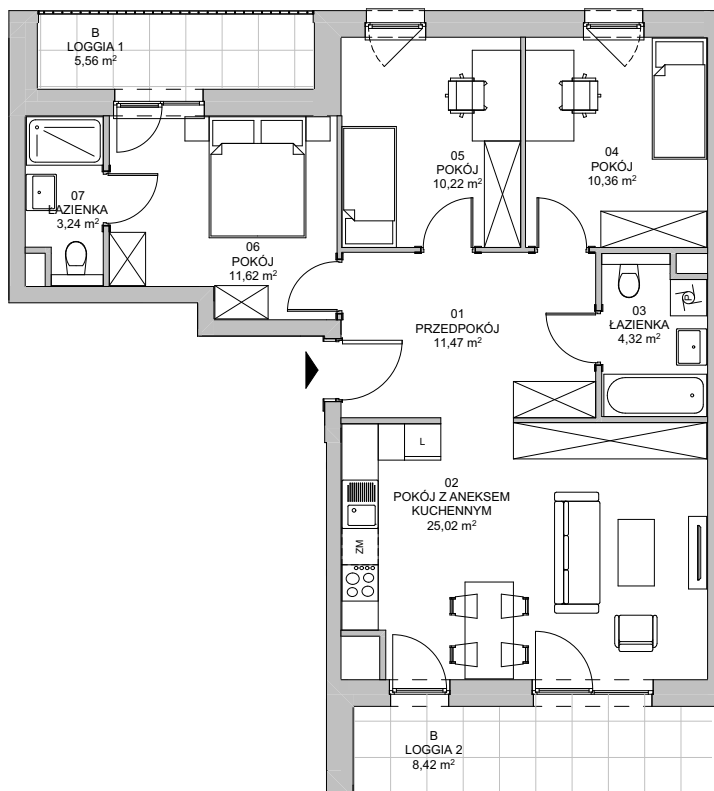 B
LOGGIA 1
5,56 m²
05
POKÓJ
10,22 m²
04
POKÓJ
10,36 m²
07
ŁAZIENKA
3,24 m²
06
POKÓJ
11,62 m²
01
PRZEDPOKÓJ
11,47 m²
03
ŁAZIENKA
4,32 m²
P
L
02
POKÓJ Z ANEKSEM
KUCHENNYM
25,02 m²
ZM
B
LOGGIA 2
8,42 m²